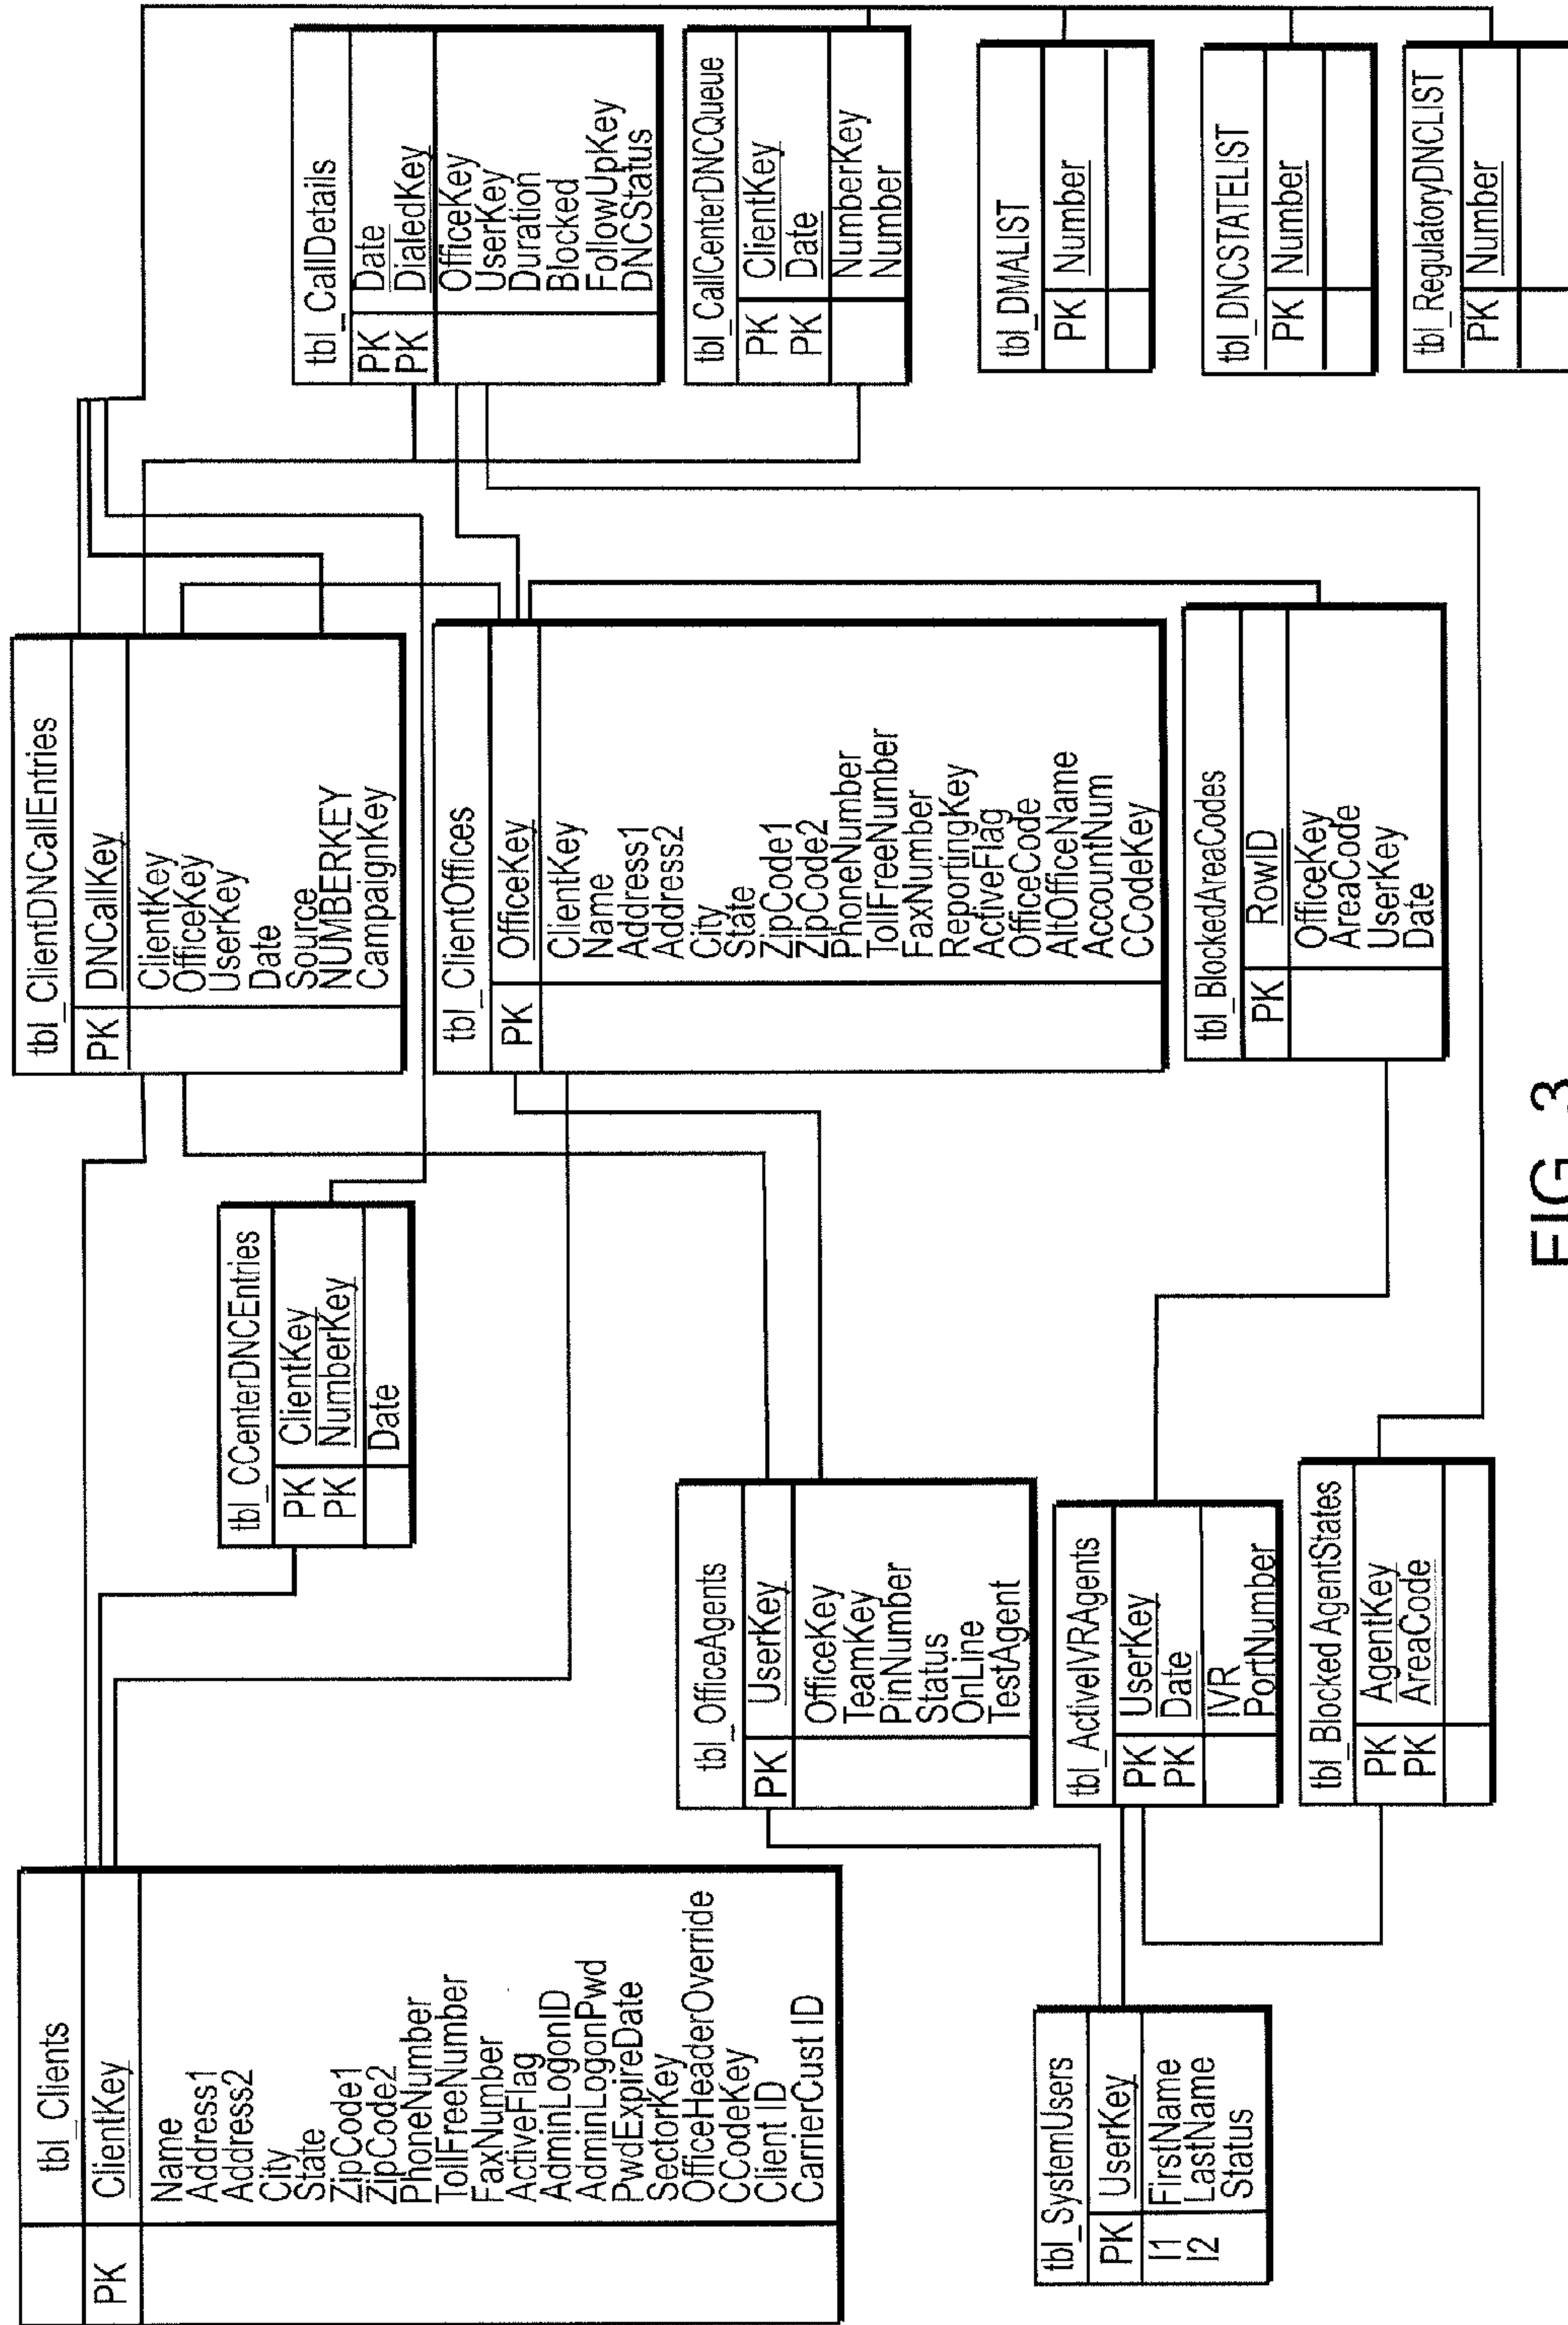 tbl_Clients
PK ClientKey
Name
Address1
Address2
City
State
ZipCode1
ZipCode2
PhoneNumber
TollFreeNumber
FaxNumber
ActiveFlag
AdminLogonID
AdminLogonPwd
PwdExpireDate
SectorKey
OfficeHeaderOverride
CCodeKey
Client ID
CarrierCust ID
tbl_SystemUsers
PK UserKey
I1 FirstName
I2 LastName
Status
tbl_CCenterDNCEntries
PK ClientKey
PK NumberKey
Date
tbl_OfficeAgents
PK UserKey
OfficeKey
TeamKey
PinNumber
Status
OnLine
TestAgent
tbl_ActiveIVRAgents
PK UserKey
PK Date
IVR
PortNumber
tbl_Blocked AgentStates
PK AgentKey
PK AreaCode
tbl_ClientDNCallEntries
PK DNCallKey
ClientKey
OfficeKey
UserKey
Date
Source
NUMBERKEY
CampaignKey
tbl_ClientOffices
PK OfficeKey
ClientKey
Name
Address1
Address2
City
State
ZipCode1
ZipCode2
PhoneNumber
TollFreeNumber
FaxNumber
ReportingKey
ActiveFlag
OfficeCode
AltOfficeName
AccountNum
CCodeKey
tbl_BlockedAreaCodes
PK RowID
OfficeKey
AreaCode
UserKey
Date
tbl_CallDetails
PK Date
PK DialedKey
OfficeKey
UserKey
Duration
Blocked
FollowUpKey
DNCStatus
tbl_CallCenterDNCQueue
PK ClientKey
PK Date
NumberKey
Number
tbl_DMALIST
PK Number
tbl_DNCSTATELIST
PK Number
tbl_RegulatoryDNCLIST
PK Number
FIG. 3